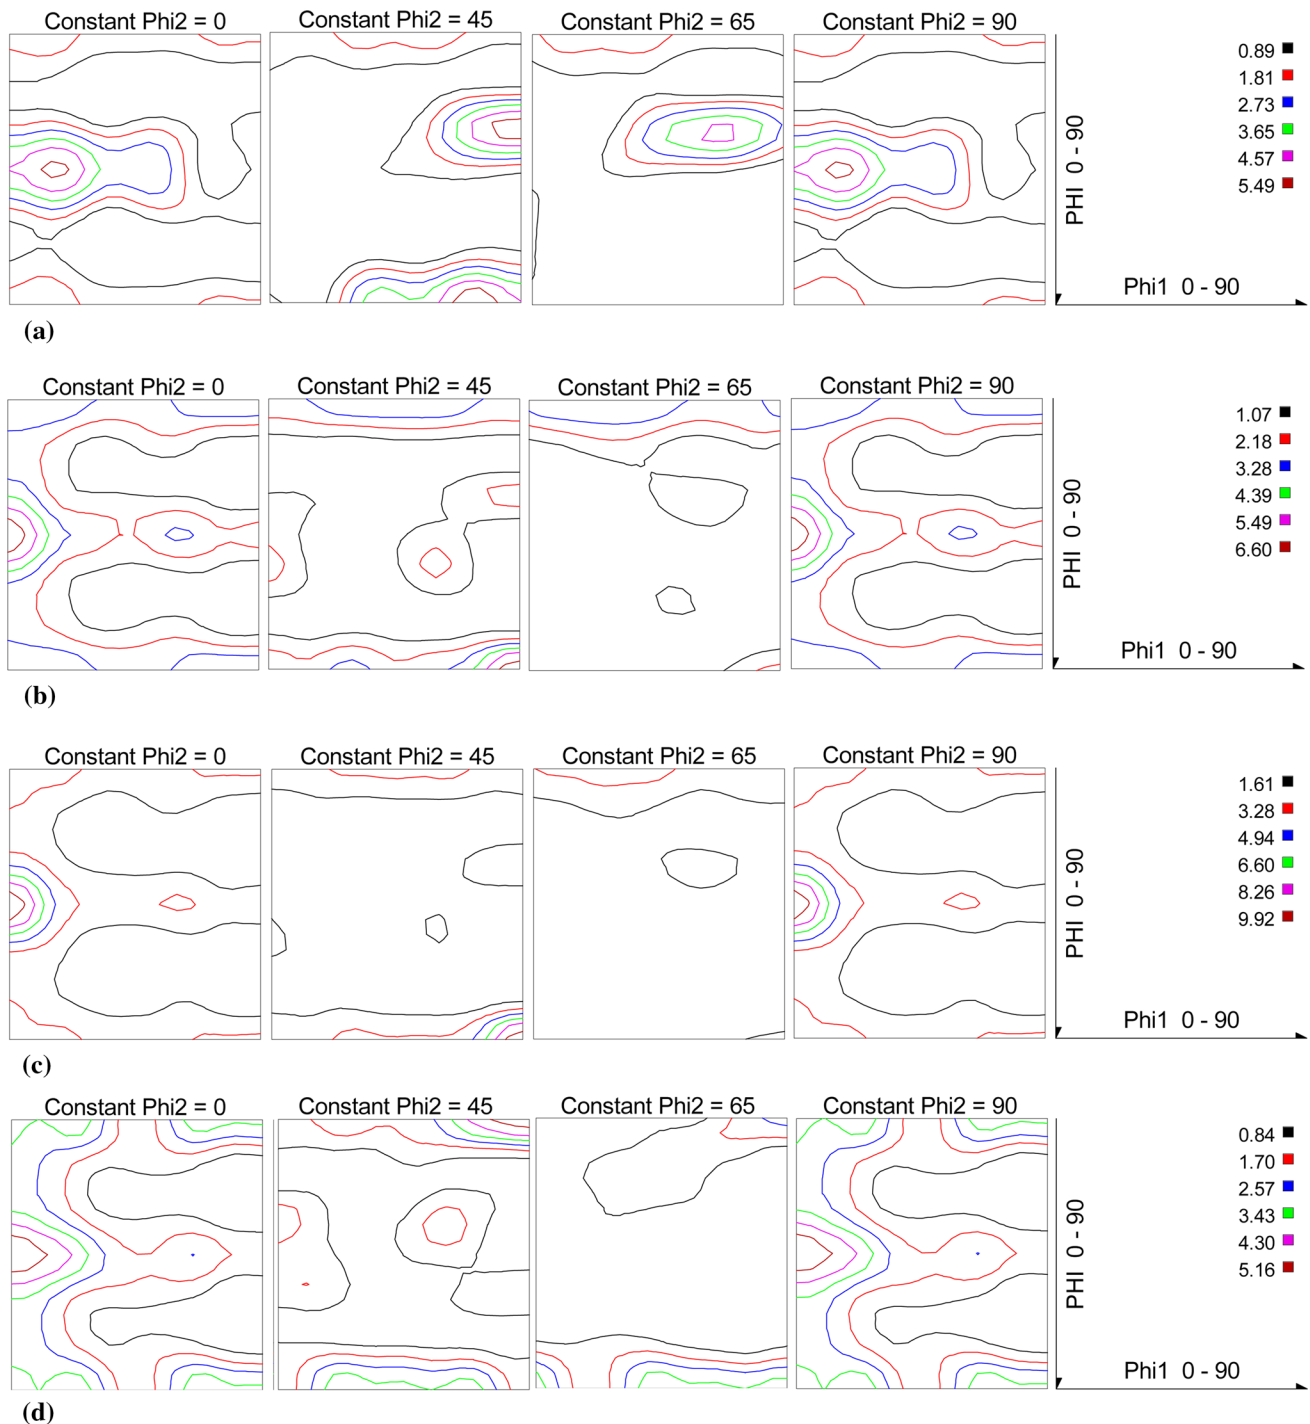 Constant Phi2 = 0 Constant Phi2 = 45 Constant Phi2 = 65 Constant Phi2 = 90
0.89
1.81
2.73
3.65
4.57
5.49
PHI 0 - 90
Phi1 0 - 90
(a)
Constant Phi2 = 0 Constant Phi2 = 45 Constant Phi2 = 65 Constant Phi2 = 90
1.07
2.18
3.28
4.39
5.49
6.60
PHI 0 - 90
Phi1 0 - 90
(b)
Constant Phi2 = 0 Constant Phi2 = 45 Constant Phi2 = 65 Constant Phi2 = 90
1.61
3.28
4.94
6.60
8.26
9.92
PHI 0 - 90
Phi1 0 - 90
(c)
Constant Phi2 = 0 Constant Phi2 = 45 Constant Phi2 = 65 Constant Phi2 = 90
0.84
1.70
2.57
3.43
4.30
5.16
PHI 0 - 90
Phi1 0 - 90
(d)